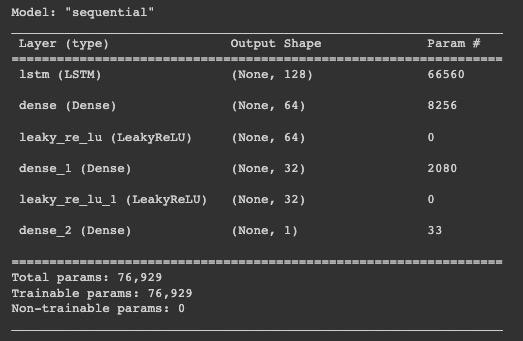 Model: "sequential"
_________________________________________________________________
Layer (type) Output Shape Param #
=================================================================
lstm (LSTM) (None, 128) 66560
dense (Dense) (None, 64) 8256
leaky_re_lu (LeakyReLU) (None, 64) 0
dense_1 (Dense) (None, 32) 2080
leaky_re_lu_1 (LeakyReLU) (None, 32) 0
dense_2 (Dense) (None, 1) 33
=================================================================
Total params: 76,929
Trainable params: 76,929
Non-trainable params: 0
_________________________________________________________________